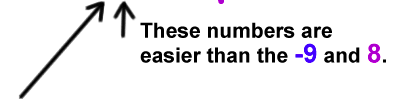 These numbers are
easier than the -9 and 8.